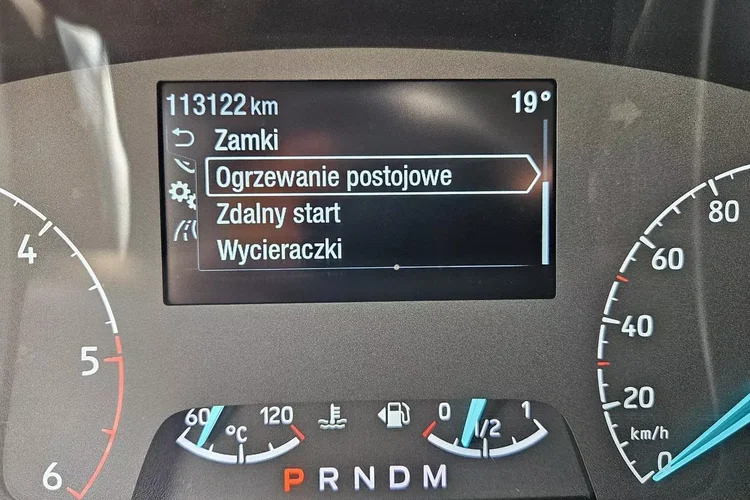 113122 km 19°
Zamki
Ogrzewanie postojowe
Zdalny start
Wycieraczki
4
5
6
80
60
40
20
0
km/h
60 120
°C
0 1/2 1
P R N D M